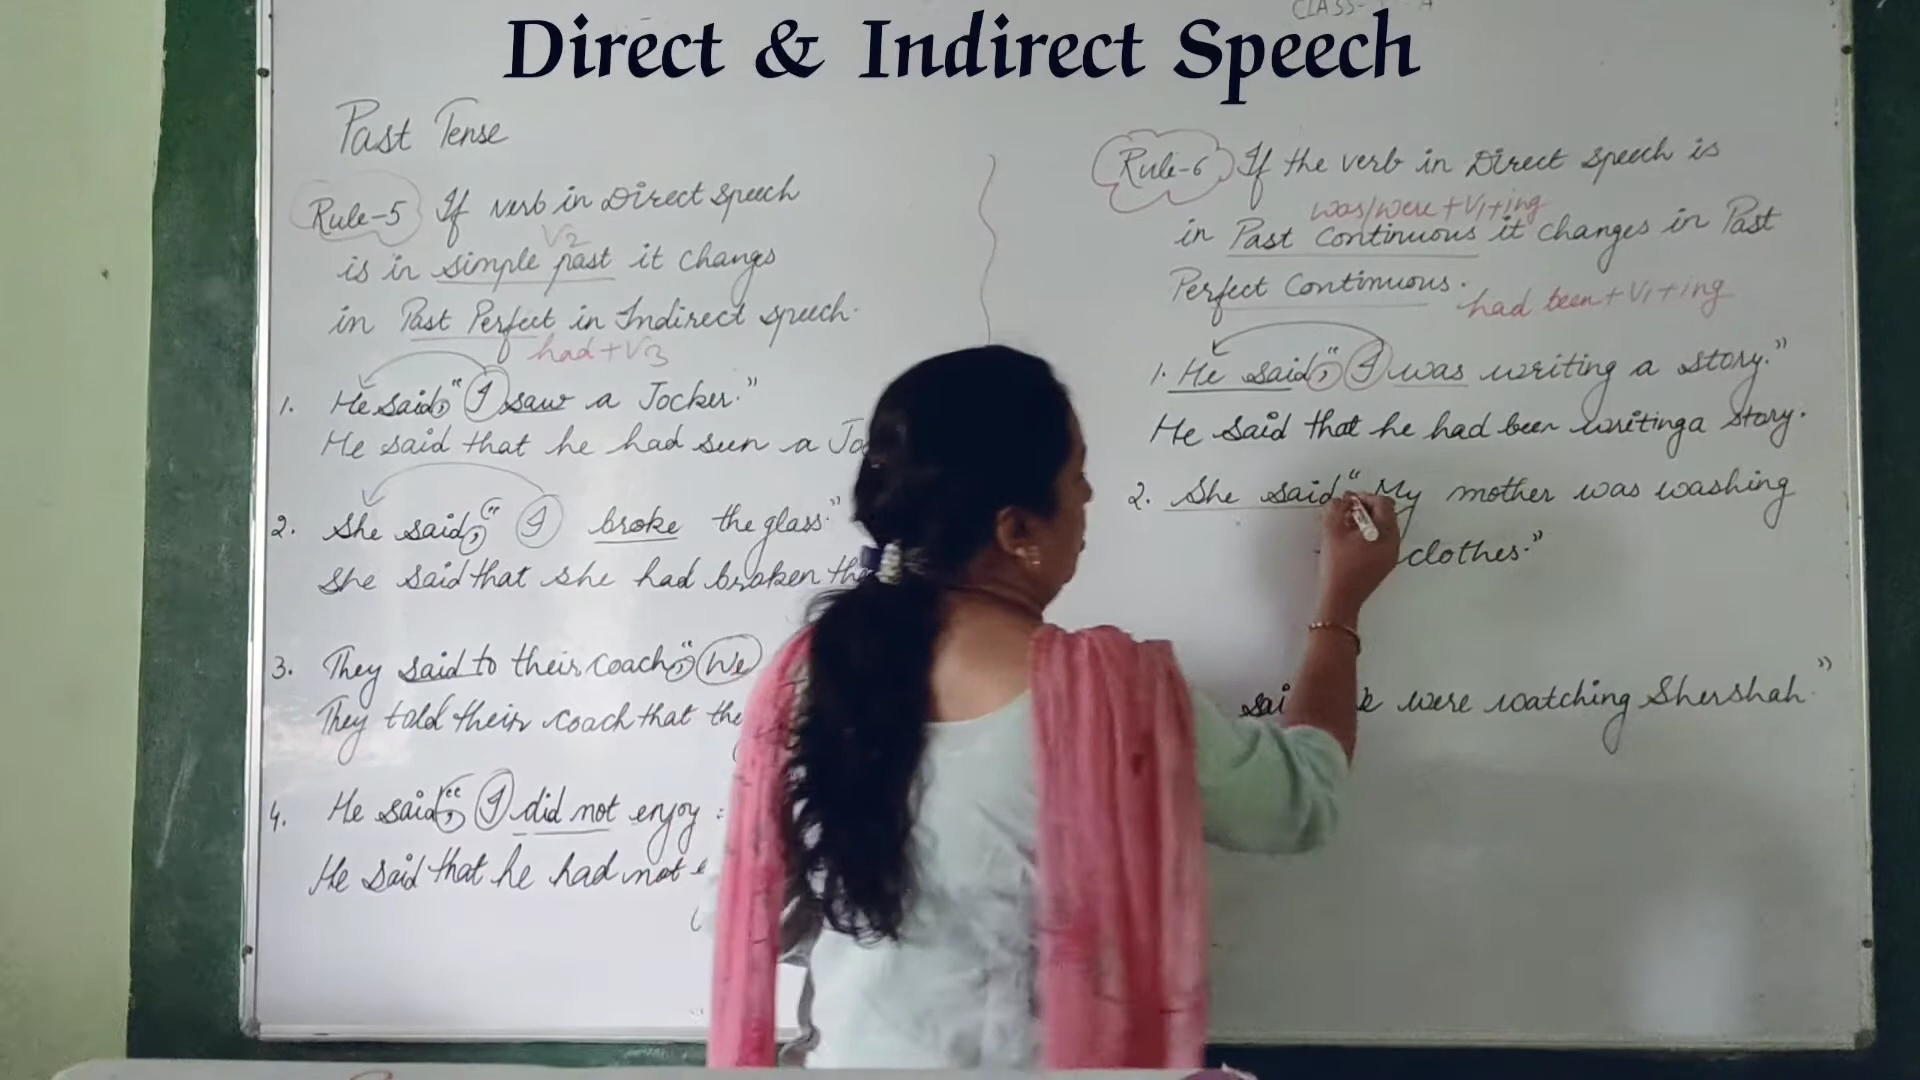 Direct & Indirect Speech
CLASS-
Past Tense
Rule-5 If verb in Direct speech
V2
is in simple past it changes
in Past Perfect in Indirect speech.
had+V3
1. He said, "I saw a Jocker."
He said that he had seen a
2. She said, "I broke the glass."
She said that she had broken
3. They said to their coach, "We
They told their coach that
4. He said, "I did not enjoy
He said that he had not
Rule-6 If the verb in Direct speech is
was/were+V1+ing
in Past Continuous it changes in Past
Perfect Continuous.
had been+V1+ing
1. He said, "I was writing a story."
He said that he had been writing a story.
2. She said "My mother was washing
clothes."
were watching Shershah"